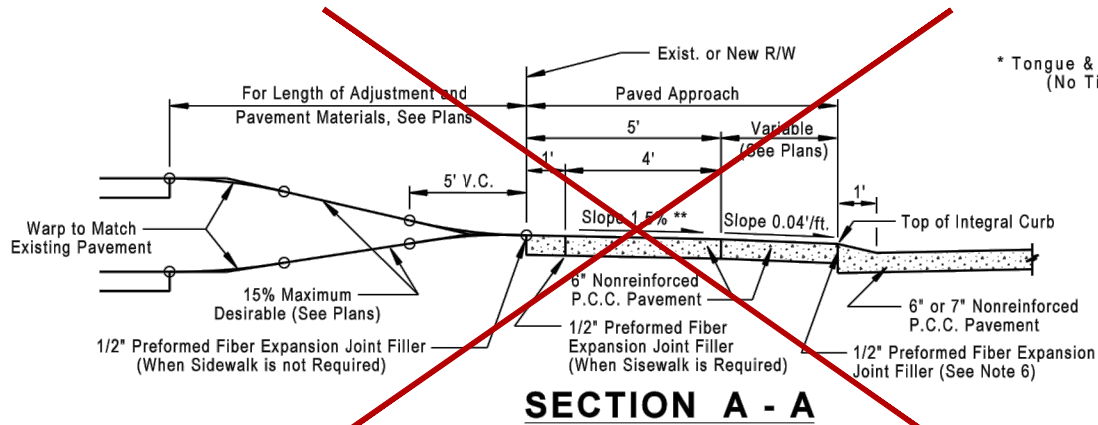 Exist. or New R/W
* Tongue &
(No Ti
For Length of Adjustment and
Pavement Materials, See Plans
Paved Approach
5'
Variable
(See Plans)
1'
4'
5' V.C.
1'
Warp to Match
Existing Pavement
Slope 1.5% **
Slope 0.04'/ft.
Top of Integral Curb
15% Maximum
Desirable (See Plans)
6" Nonreinforced
P.C.C. Pavement
6" or 7" Nonreinforced
P.C.C. Pavement
1/2" Preformed Fiber Expansion Joint Filler
(When Sidewalk is not Required)
1/2" Preformed Fiber
Expansion Joint Filler
(When Sisewalk is Required)
1/2" Preformed Fiber Expansion
Joint Filler (See Note 6)
SECTION A - A